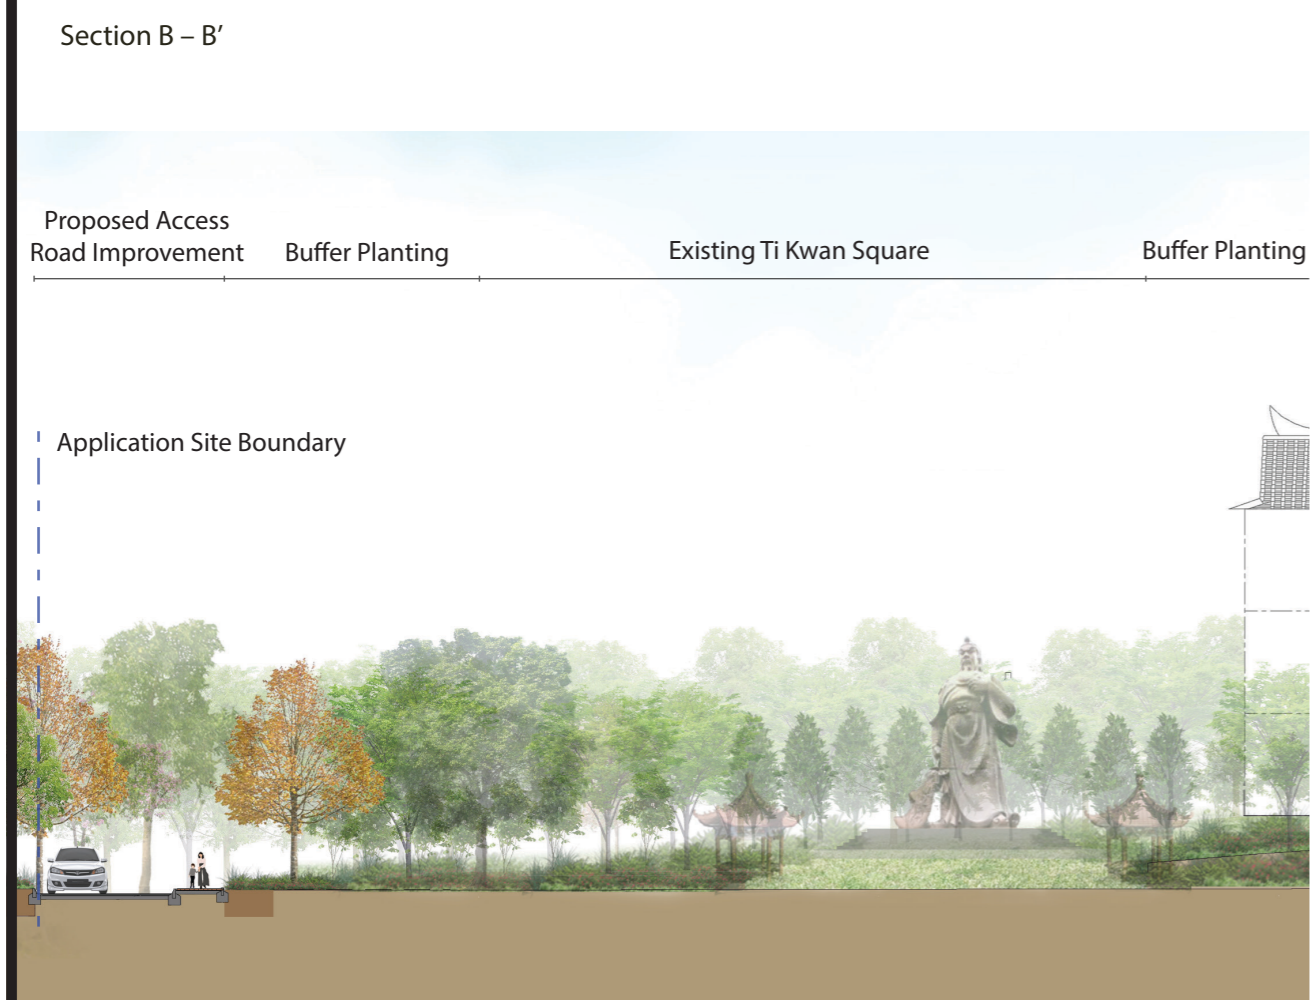 Section B – B’
Proposed Access
Road Improvement
Buffer Planting
Existing Ti Kwan Square
Buffer Planting
Application Site Boundary